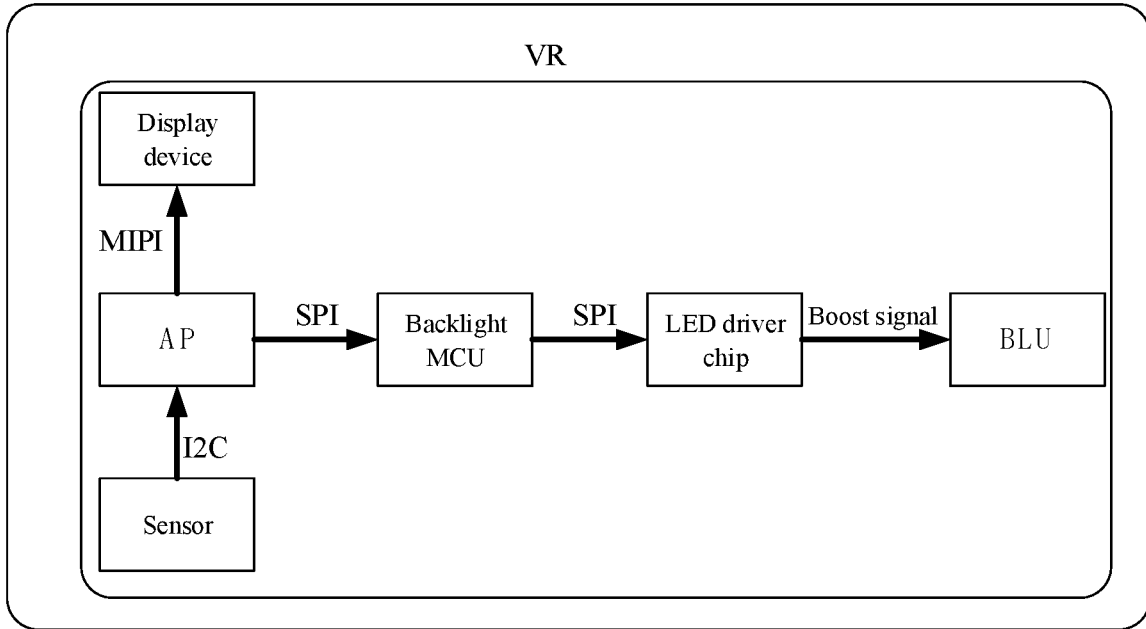 VR
Display
device
MIPI
AP
SPI
Backlight
MCU
SPI
LED driver
chip
Boost signal
BLU
I2C
Sensor